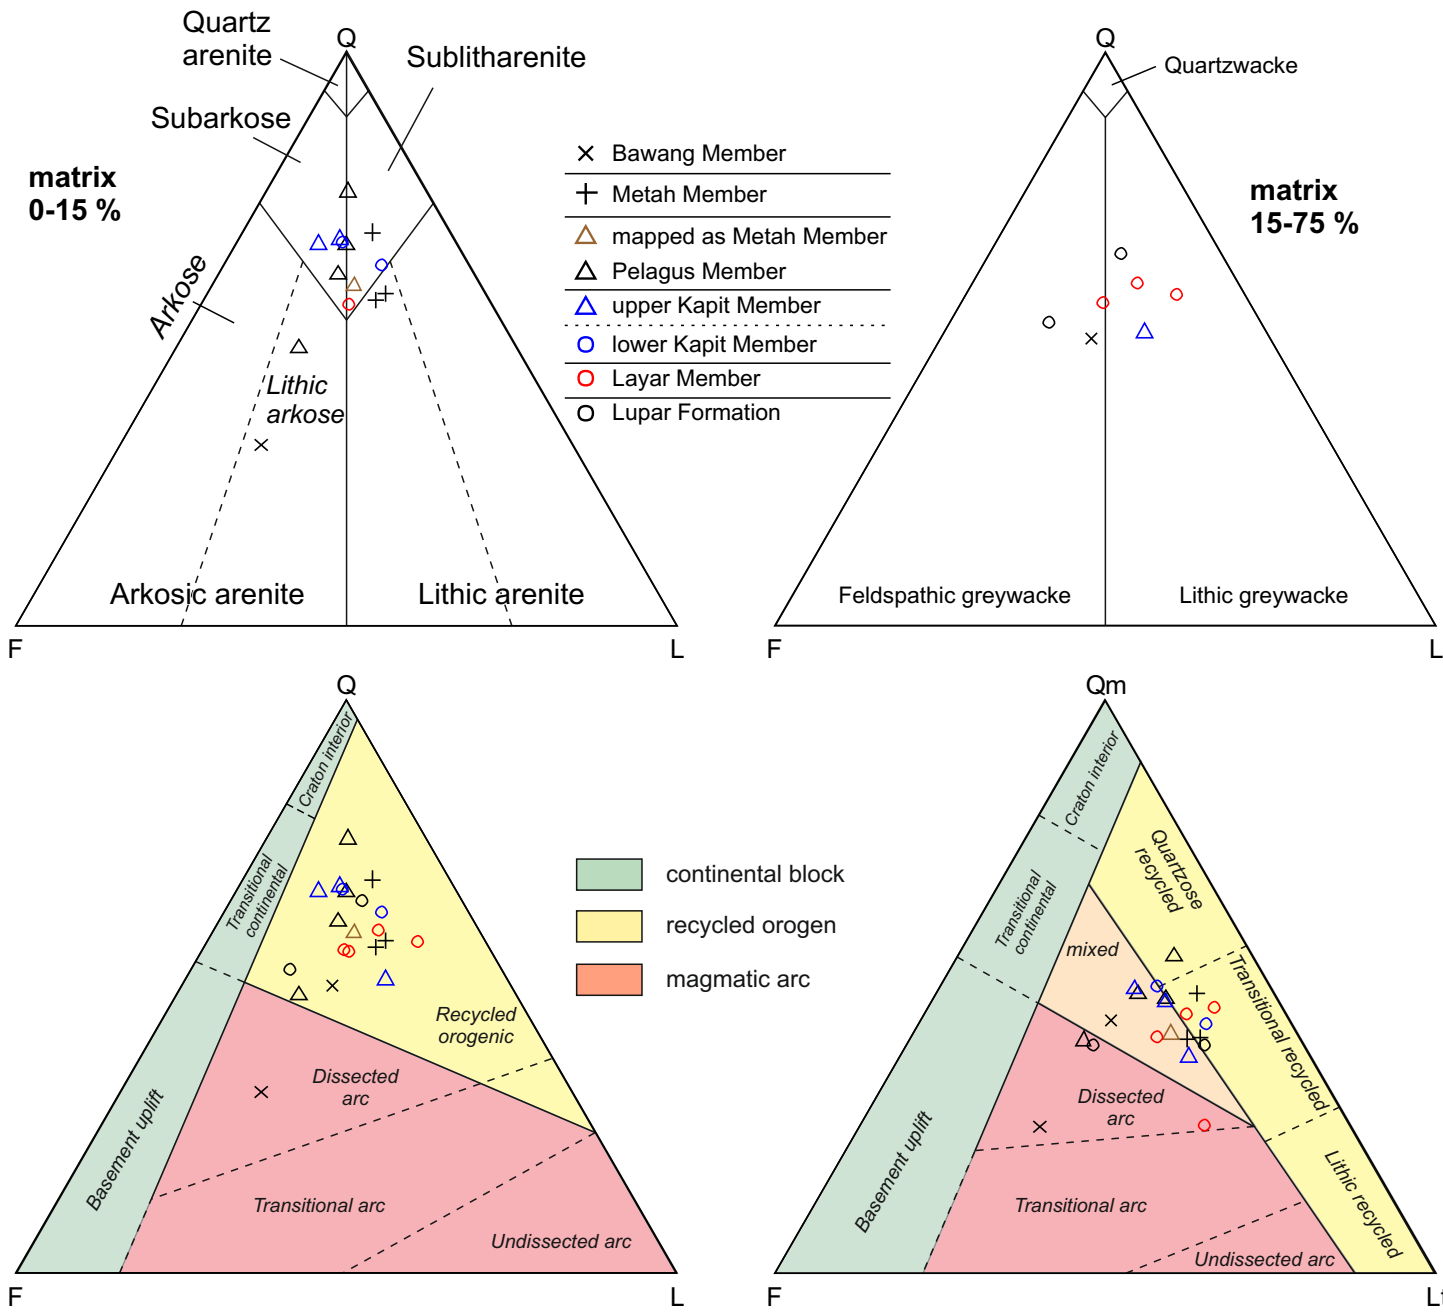 Quartz
arenite
Q
Sublitharenite
Subarkose
matrix
0-15 %
Arkose
Lithic
arkose
Arkosic arenite
Lithic arenite
F
L
Bawang Member
Metah Member
mapped as Metah Member
Pelagus Member
upper Kapit Member
lower Kapit Member
Layar Member
Lupar Formation
Q
Quartzwacke
matrix
15-75 %
Feldspathic greywacke
Lithic greywacke
F
L
Q
Craton interior
Transitional
continental
Basement uplift
Recycled
orogenic
Dissected
arc
Transitional arc
Undissected arc
F
L
continental block
recycled orogen
magmatic arc
Qm
Craton interior
Transitional
continental
Quartzose
recycled
mixed
Transitional recycled
Basement uplift
Dissected
arc
Transitional arc
Lithic recycled
Undissected arc
F